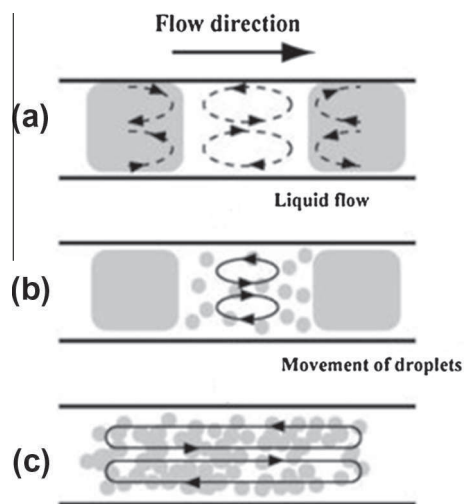 Flow direction
(a)
Liquid flow
(b)
Movement of droplets
(c)